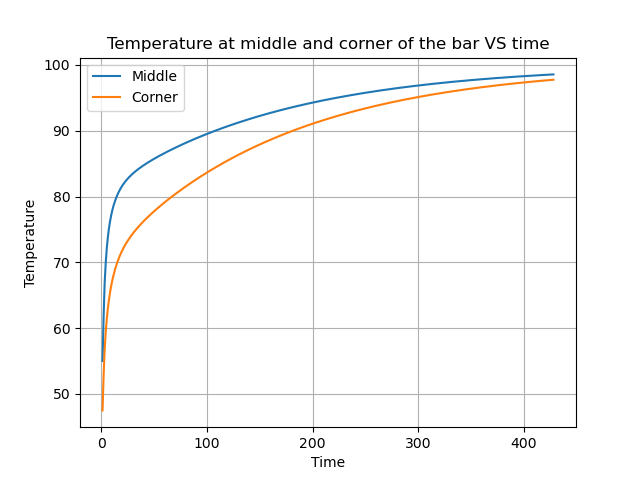 Temperature at middle and corner of the bar VS time
Middle
Corner
100
90
80
70
60
50
Temperature
0 100 200 300 400
Time